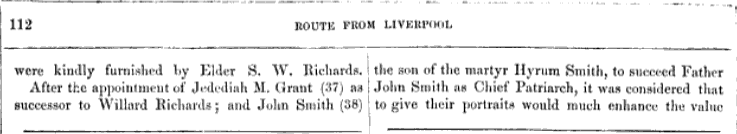 112
ROUTE FROM LIVERPOOL
were kindly furnished by Elder S. W. Richards.
After the appointment of Jedediah M. Grant (37) as
successor to Willard Richards; and John Smith (38)
the son of the martyr Hyrum Smith, to succeed Father
John Smith as Chief Patriarch, it was considered that
to give their portraits would much enhance the value